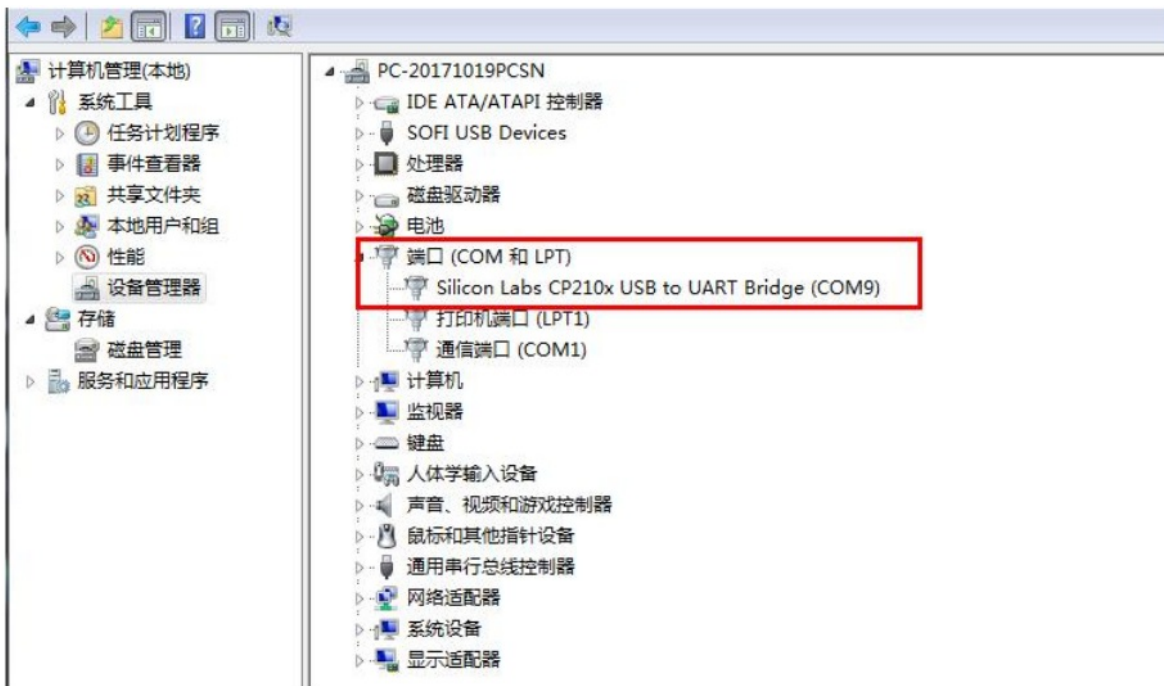 计算机管理(本地)
系统工具
任务计划程序
事件查看器
共享文件夹
本地用户和组
性能
设备管理器
存储
磁盘管理
服务和应用程序
PC-20171019PCSN
IDE ATA/ATAPI 控制器
SOFI USB Devices
处理器
磁盘驱动器
电池
端口 (COM 和 LPT)
Silicon Labs CP210x USB to UART Bridge (COM9)
打印机端口 (LPT1)
通信端口 (COM1)
计算机
监视器
键盘
人体学输入设备
声音、视频和游戏控制器
鼠标和其他指针设备
通用串行总线控制器
网络适配器
系统设备
显示适配器